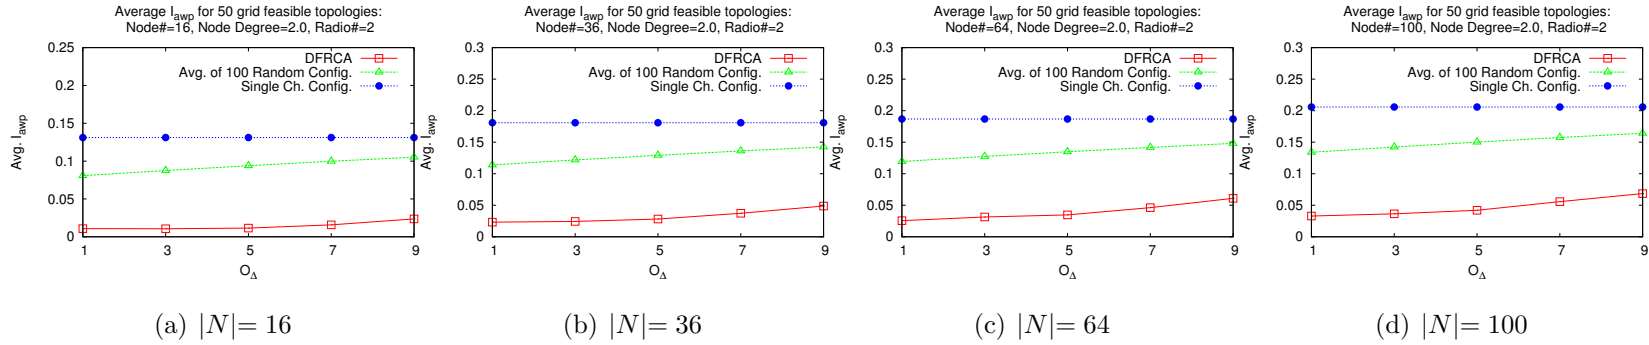 Average I_awp for 50 grid feasible topologies:
Node#=16, Node Degree=2.0, Radio#=2
0.25
0.2
0.15
0.1
0.05
0
Avg. I_awp
DFRCA
Avg. of 100 Random Config.
Single Ch. Config.
1 3 5 7 9
O_Δ
(a) |N|= 16
Average I_awp for 50 grid feasible topologies:
Node#=36, Node Degree=2.0, Radio#=2
0.3
0.25
0.2
0.15
0.1
0.05
0
Avg. I_awp
DFRCA
Avg. of 100 Random Config.
Single Ch. Config.
1 3 5 7 9
O_Δ
(b) |N|= 36
Average I_awp for 50 grid feasible topologies:
Node#=64, Node Degree=2.0, Radio#=2
0.3
0.25
0.2
0.15
0.1
0.05
0
Avg. I_awp
DFRCA
Avg. of 100 Random Config.
Single Ch. Config.
1 3 5 7 9
O_Δ
(c) |N|= 64
Average I_awp for 50 grid feasible topologies:
Node#=100, Node Degree=2.0, Radio#=2
0.3
0.25
0.2
0.15
0.1
0.05
0
Avg. I_awp
DFRCA
Avg. of 100 Random Config.
Single Ch. Config.
1 3 5 7 9
O_Δ
(d) |N|= 100